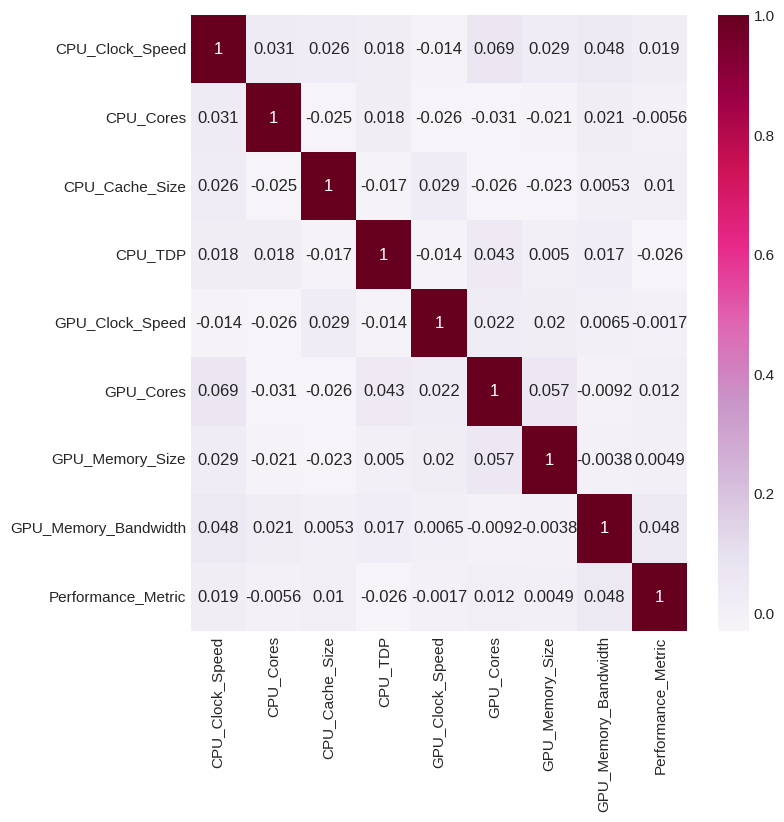 CPU_Clock_Speed 1 0.031 0.026 0.018 -0.014 0.069 0.029 0.048 0.019
CPU_Cores 0.031 1 -0.025 0.018 -0.026 -0.031 -0.021 0.021 -0.0056
CPU_Cache_Size 0.026 -0.025 1 -0.017 0.029 -0.026 -0.023 0.0053 0.01
CPU_TDP 0.018 0.018 -0.017 1 -0.014 0.043 0.005 0.017 -0.026
GPU_Clock_Speed -0.014 -0.026 0.029 -0.014 1 0.022 0.02 0.0065 -0.0017
GPU_Cores 0.069 -0.031 -0.026 0.043 0.022 1 0.057 -0.0092 0.012
GPU_Memory_Size 0.029 -0.021 -0.023 0.005 0.02 0.057 1 -0.0038 0.0049
GPU_Memory_Bandwidth 0.048 0.021 0.0053 0.017 0.0065 -0.0092 -0.0038 1 0.048
Performance_Metric 0.019 -0.0056 0.01 -0.026 -0.0017 0.012 0.0049 0.048 1
CPU_Clock_Speed
CPU_Cores
CPU_Cache_Size
CPU_TDP
GPU_Clock_Speed
GPU_Cores
GPU_Memory_Size
GPU_Memory_Bandwidth
Performance_Metric
1.0
0.8
0.6
0.4
0.2
0.0